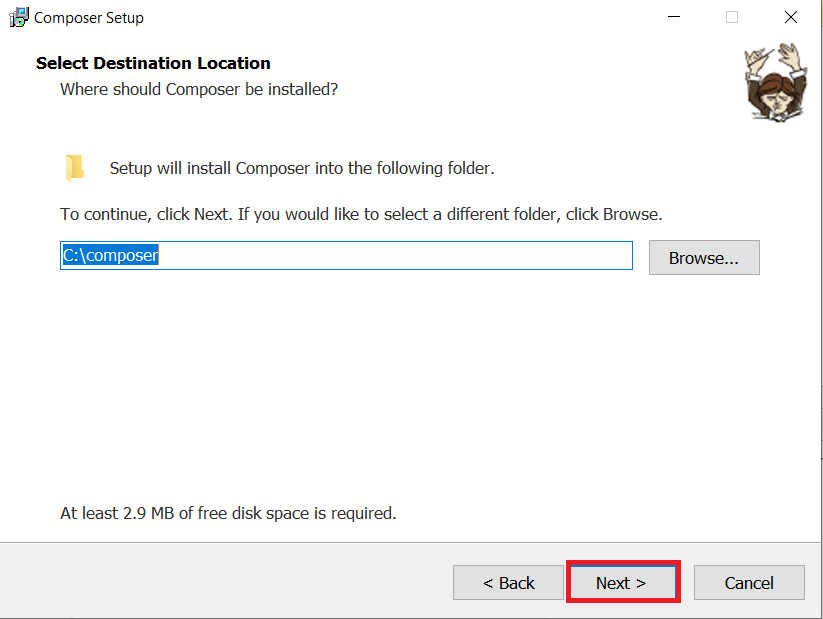 Composer Setup
Select Destination Location
Where should Composer be installed?
Setup will install Composer into the following folder.
To continue, click Next. If you would like to select a different folder, click Browse.
C:\composer
Browse...
At least 2.9 MB of free disk space is required.
< Back
Next >
Cancel